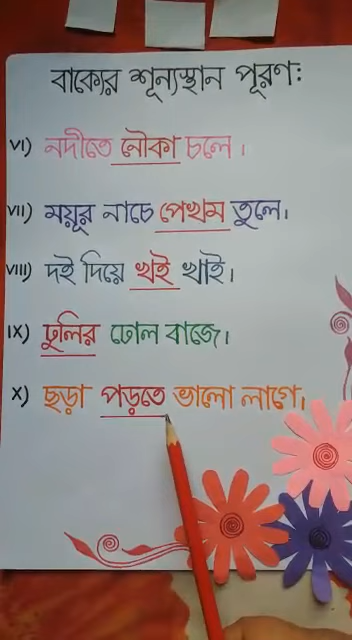 বাক্যের শূন্যস্থান পূরণঃ
VI) নদীতে নৌকা চলে।
VII) ময়ূর নাচে পেখম তুলে।
VIII) দই দিয়ে খই খাই।
IX) ঢুলির ঢোল বাজে।
X) ছড়া পড়তে ভালো লাগে।